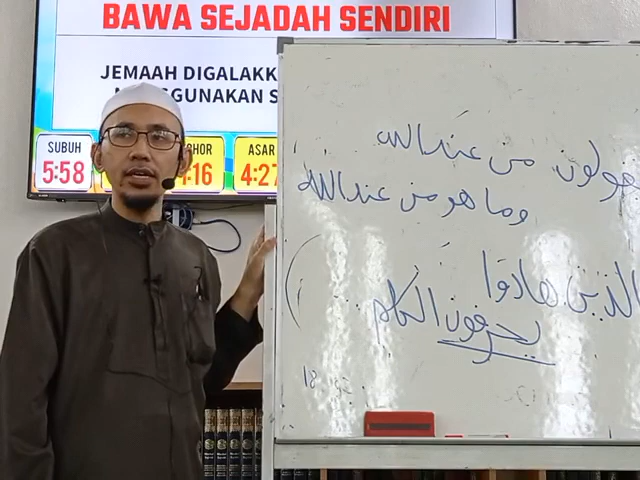 BAWA SEJADAH SENDIRI
JEMAAH DIGALAKK
SUBUH
5:58
:16
ASAR
4:27
من عند الله
وما هو من عند الله
الذين هادوا
يحرفون الكلم